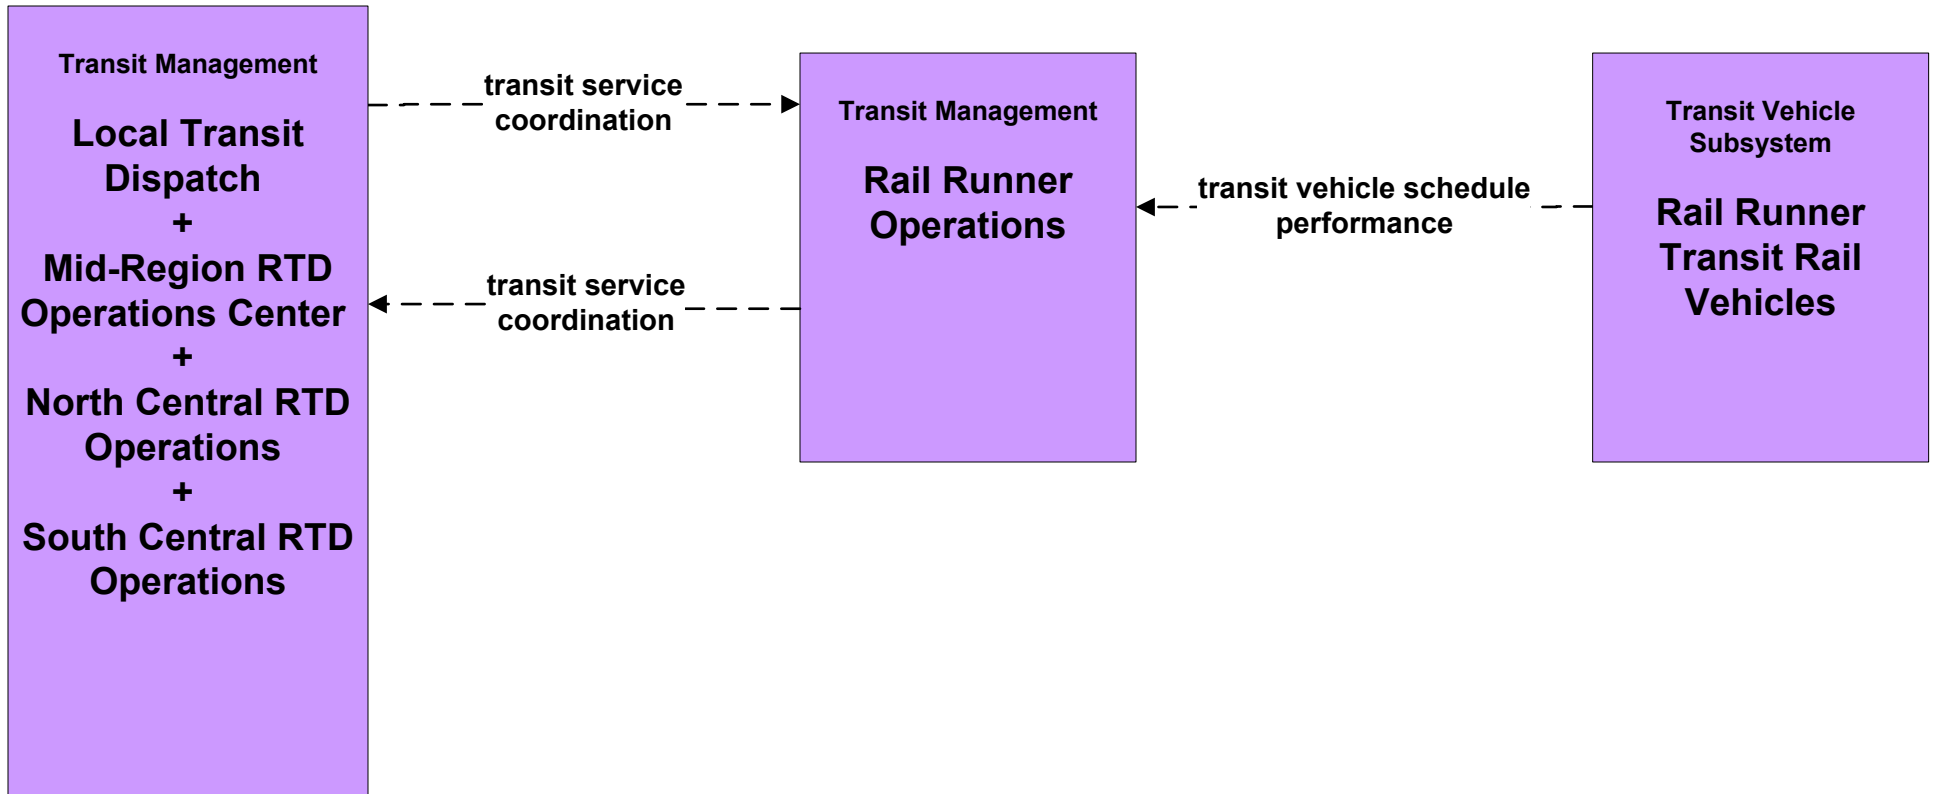 Transit Management
Local Transit
Dispatch
+
Mid-Region RTD
Operations Center
+
North Central RTD
Operations
+
South Central RTD
Operations
transit service
coordination
transit service
coordination
Transit Management
Rail Runner
Operations
transit vehicle schedule
performance
Transit Vehicle
Subsystem
Rail Runner
Transit Rail
Vehicles